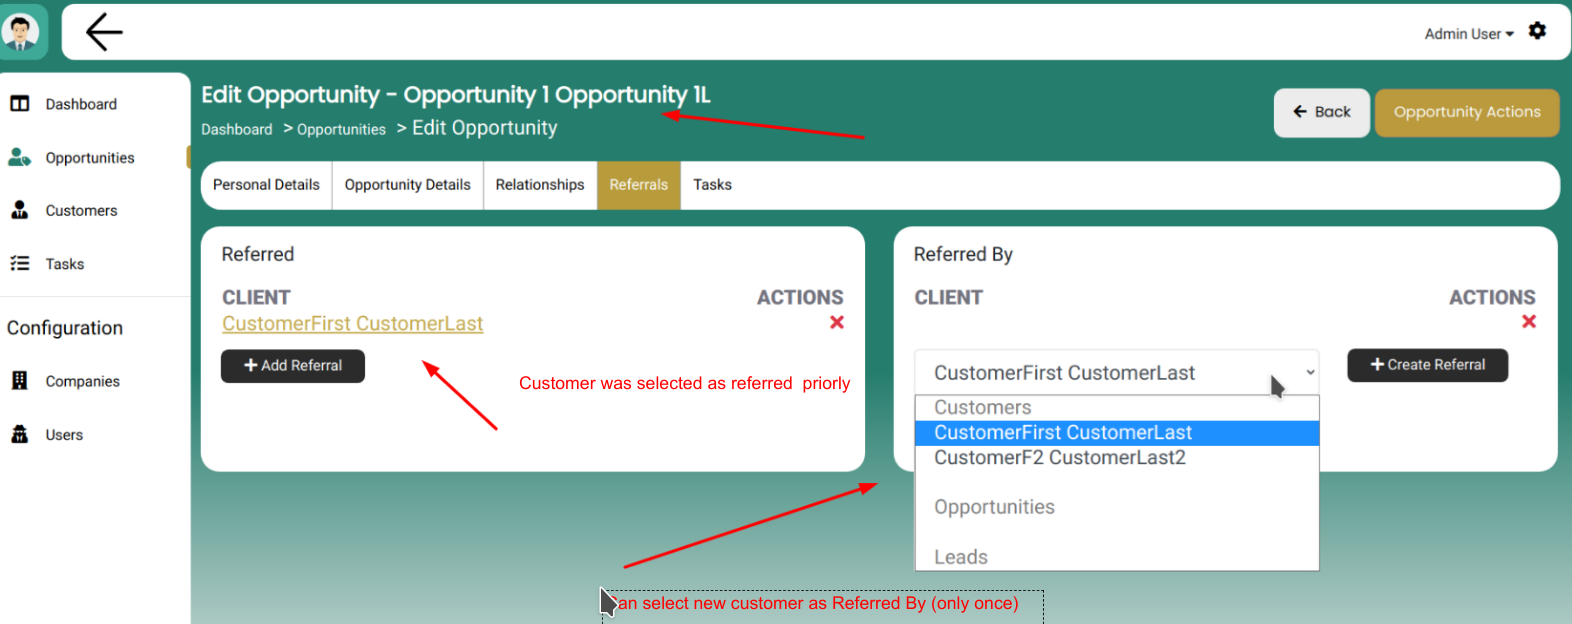 Admin User
Dashboard
Opportunities
Customers
Tasks
Configuration
Companies
Users
Edit Opportunity - Opportunity 1 Opportunity 1L
Dashboard > Opportunities > Edit Opportunity
Back
Opportunity Actions
Personal Details
Opportunity Details
Relationships
Referrals
Tasks
Referred
CLIENT ACTIONS
CustomerFirst CustomerLast
Add Referral
Customer was selected as referred priorly
Referred By
CLIENT ACTIONS
CustomerFirst CustomerLast
Create Referral
Customers
CustomerFirst CustomerLast
CustomerF2 CustomerLast2
Opportunities
Leads
select new customer as Referred By (only once)